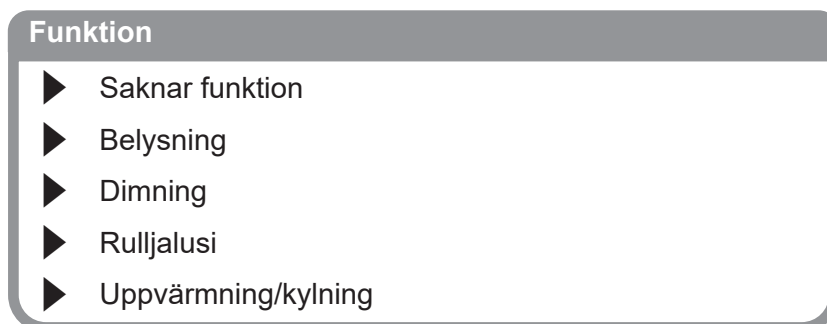 Funktion
Saknar funktion
Belysning
Dimning
Rulljalusi
Uppvärmning/kylning